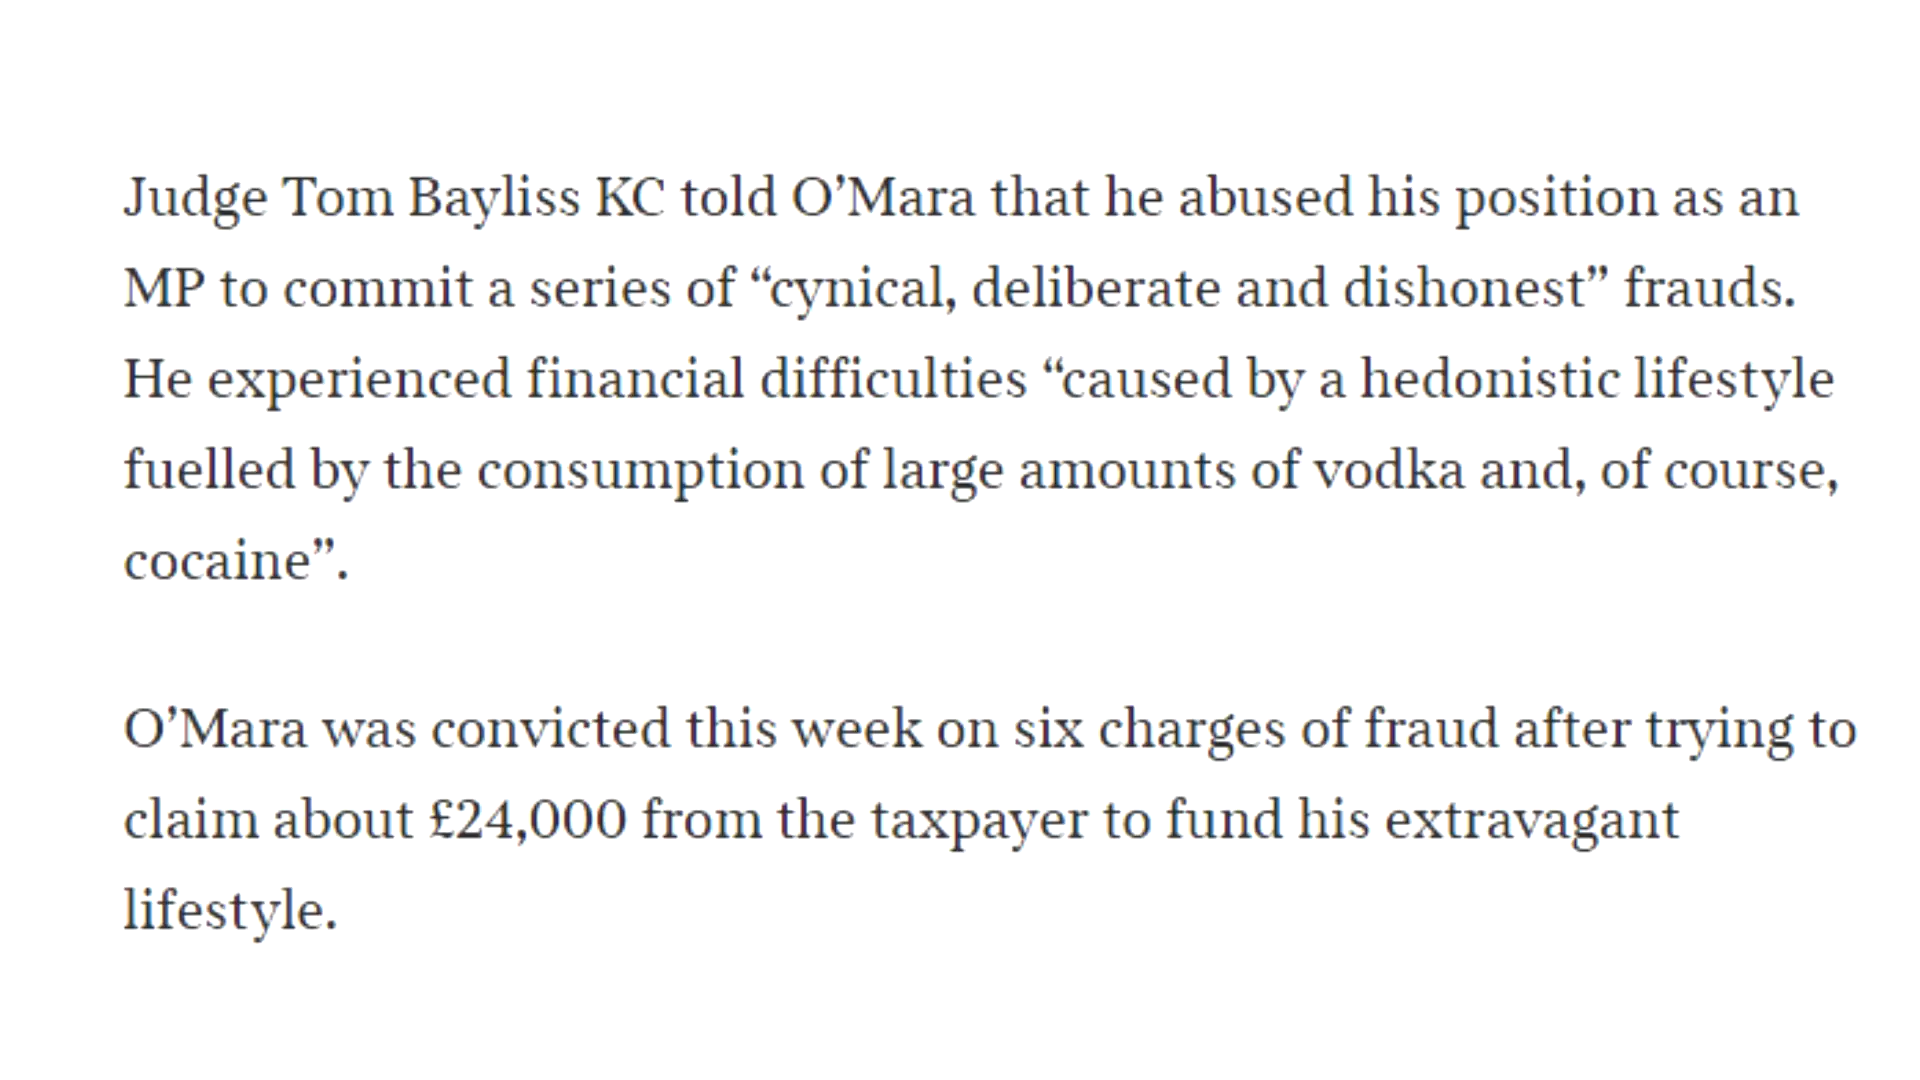 Judge Tom Bayliss KC told O’Mara that he abused his position as an
MP to commit a series of “cynical, deliberate and dishonest” frauds.
He experienced financial difficulties “caused by a hedonistic lifestyle
fuelled by the consumption of large amounts of vodka and, of course,
cocaine”.
O’Mara was convicted this week on six charges of fraud after trying to
claim about £24,000 from the taxpayer to fund his extravagant
lifestyle.